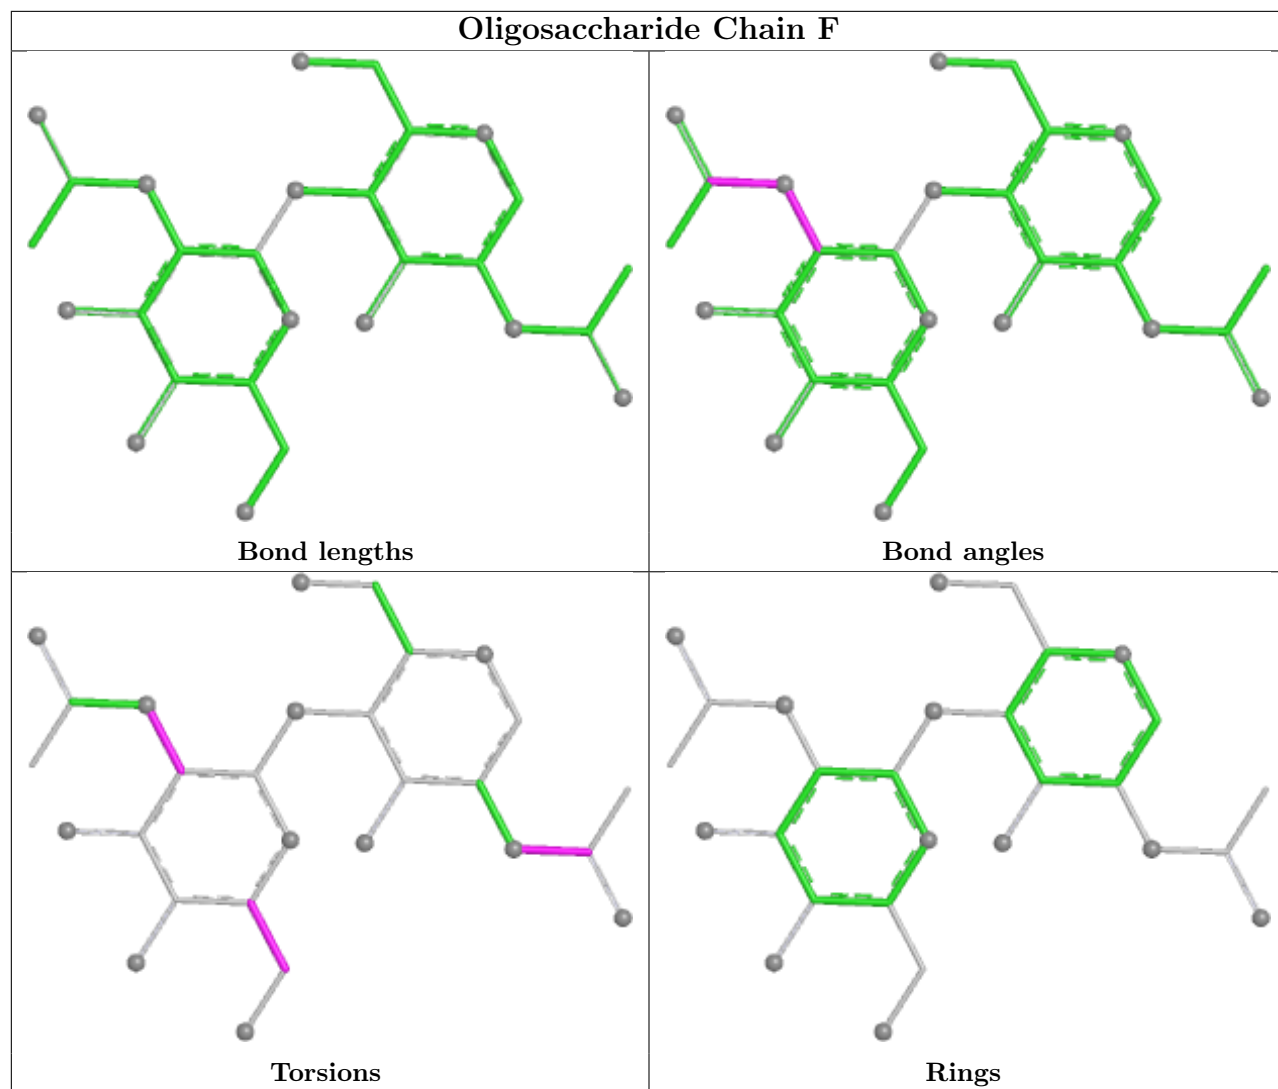 Oligosaccharide Chain F
Bond lengths
Bond angles
Torsions
Rings